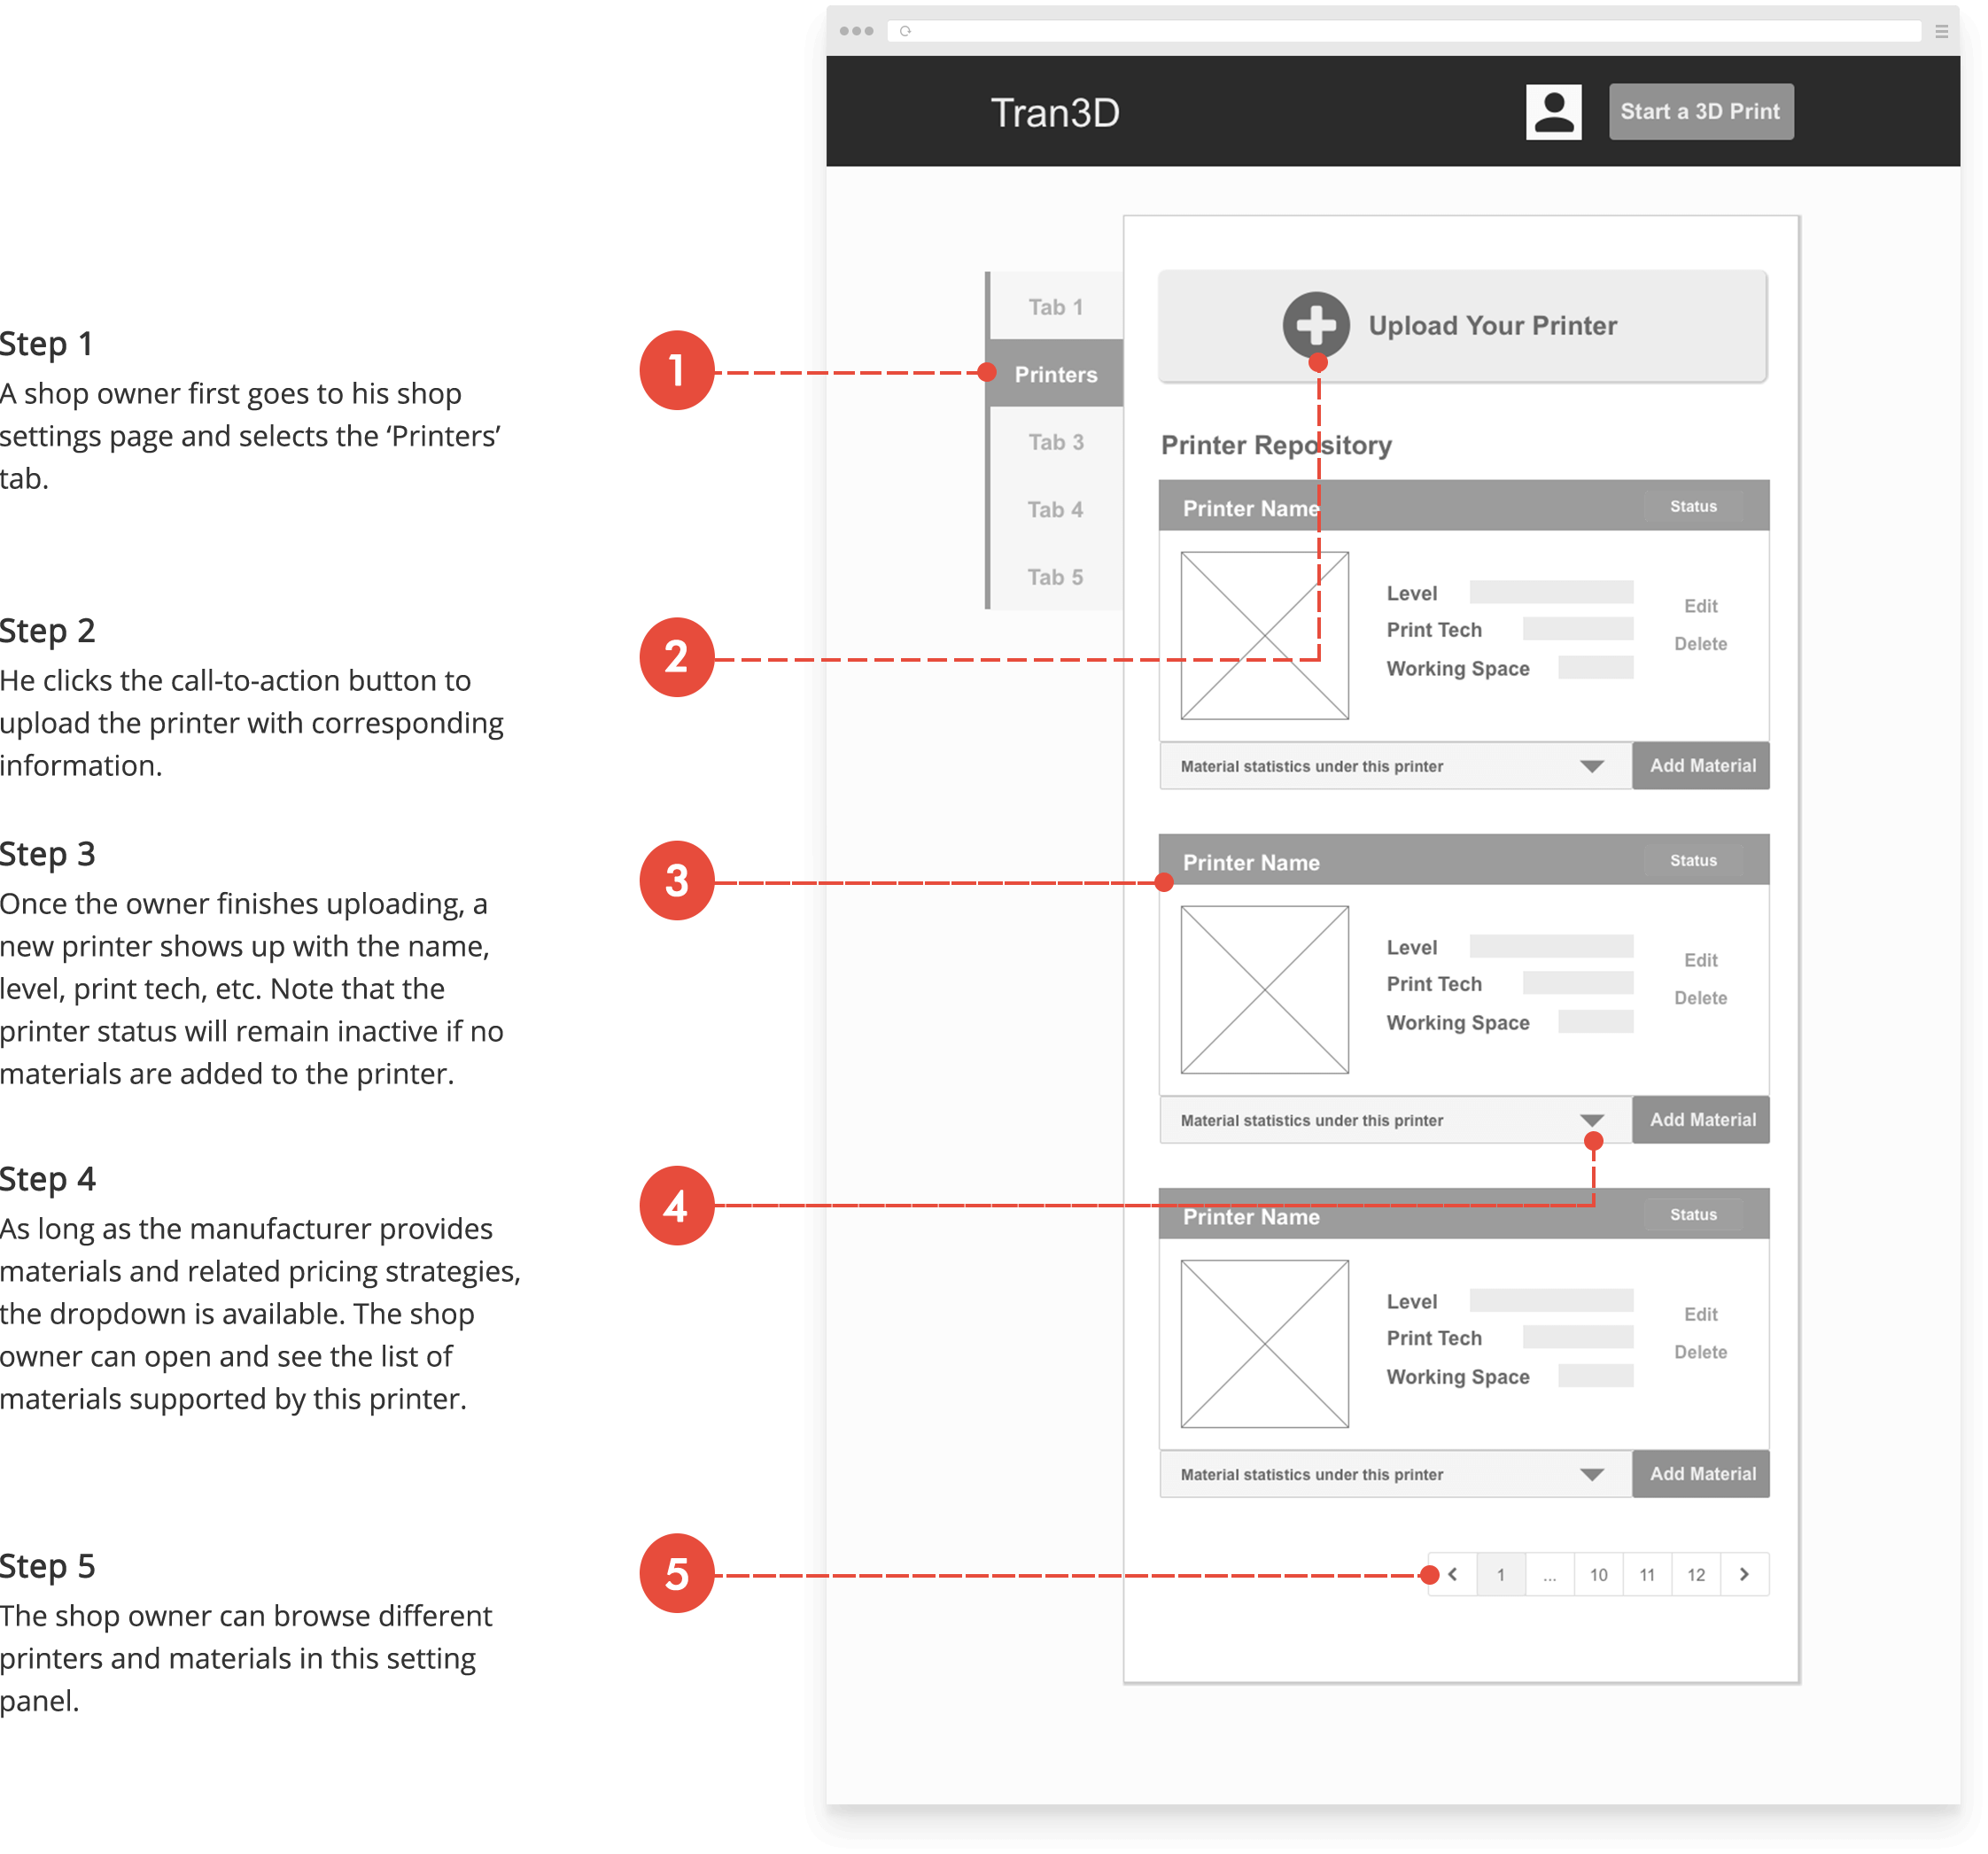 Step 1
A shop owner first goes to his shop
settings page and selects the ‘Printers’
tab.
Step 2
He clicks the call-to-action button to
upload the printer with corresponding
information.
Step 3
Once the owner finishes uploading, a
new printer shows up with the name,
level, print tech, etc. Note that the
printer status will remain inactive if no
materials are added to the printer.
Step 4
As long as the manufacturer provides
materials and related pricing strategies,
the dropdown is available. The shop
owner can open and see the list of
materials supported by this printer.
Step 5
The shop owner can browse different
printers and materials in this setting
panel.
1
2
3
4
5
Tran3D
Start a 3D Print
Tab 1
Printers
Tab 3
Tab 4
Tab 5
Upload Your Printer
Printer Repository
Printer Name Status
Level
Print Tech
Working Space
Edit
Delete
Material statistics under this printer
Add Material
Printer Name Status
Level
Print Tech
Working Space
Edit
Delete
Material statistics under this printer
Add Material
Printer Name Status
Level
Print Tech
Working Space
Edit
Delete
Material statistics under this printer
Add Material
1 ... 10 11 12